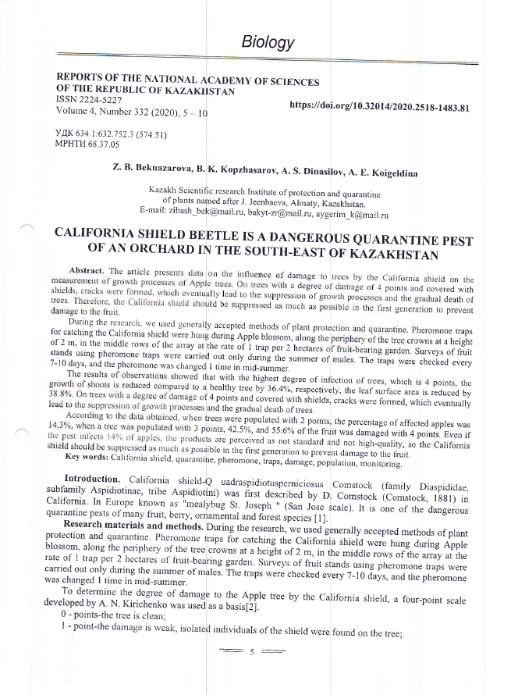 Biology
REPORTS OF THE NATIONAL ACADEMY OF SCIENCES
OF THE REPUBLIC OF KAZAKHSTAN
ISSN 2224-5227
https://doi.org/10.32014/2020.2518-1483.81
Volume 4, Number 332 (2020), 5 – 10
УДК 634.1:632.752.3 (574.51)
МРНТИ 68.37.05
Z. B. Beknazarova, B. K. Kopzhasarov, A. S. Dinasilov, A. E. Koigeldina
Kazakh Scientific research Institute of protection and quarantine
of plants named after J. Jeenbaeva, Almaty, Kazakhstan.
E-mail: zibash_bek@mail.ru, bakyt-zr@mail.ru, aygerim_k@mail.ru
CALIFORNIA SHIELD BEETLE IS A DANGEROUS QUARANTINE PEST
OF AN ORCHARD IN THE SOUTH-EAST OF KAZAKHSTAN
Abstract. The article presents data on the influence of damage to trees by the California shield on the
measurement of growth processes of Apple trees. On trees with a degree of damage of 4 points and covered with
shields, cracks were formed, which eventually lead to the suppression of growth processes and the gradual death of
trees. Therefore, the California shield should be suppressed as much as possible in the first generation to prevent
damage to the fruit.
During the research, we used generally accepted methods of plant protection and quarantine. Pheromone traps
for catching the California shield were hung during Apple blossom, along the periphery of the tree crowns at a height
of 2 m, in the middle rows of the array at the rate of 1 trap per 2 hectares of fruit-bearing garden. Surveys of fruit
stands using pheromone traps were carried out only during the summer of males. The traps were checked every
7-10 days, and the pheromone was changed 1 time in mid-summer.
The results of observations showed that with the highest degree of infection of trees, which is 4 points, the
growth of shoots is reduced compared to a healthy tree by 36.4%, respectively, the leaf surface area is reduced by
38.8%. On trees with a degree of damage of 4 points and covered with shields, cracks were formed, which eventually
lead to the suppression of growth processes and the gradual death of trees.
According to the data obtained, when trees were populated with 2 points, the percentage of affected apples was
14.3%, when a tree was populated with 3 points, 42.5%, and 55.6% of the fruit was damaged with 4 points. Even if
the pest infects 14% of apples, the products are perceived as not standard and not high-quality, so the California
shield should be suppressed as much as possible in the first generation to prevent damage to the fruit.
Key words: California shield, quarantine, pheromone, traps, damage, population, monitoring.
Introduction. California shield-Q uadraspidiotusperniciosus Comstock (family Diaspididae,
subfamily Aspidiotinae, tribe Aspidiotini) was first described by D. Comstock (Comstock, 1881) in
California. In Europe known as "mealybug St. Joseph " (San Jose scale). It is one of the dangerous
quarantine pests of many fruit, berry, ornamental and forest species [1].
Research materials and methods. During the research, we used generally accepted methods of plant
protection and quarantine. Pheromone traps for catching the California shield were hung during Apple
blossom, along the periphery of the tree crowns at a height of 2 m, in the middle rows of the array at the
rate of 1 trap per 2 hectares of fruit-bearing garden. Surveys of fruit stands using pheromone traps were
carried out only during the summer of males. The traps were checked every 7-10 days, and the pheromone
was changed 1 time in mid-summer.
To determine the degree of damage to the Apple tree by the California shield, a four-point scale
developed by A. N. Kirichenko was used as a basis[2].
0 - points-the tree is clean;
1 - point-the damage is weak, isolated individuals of the shield were found on the tree;
5